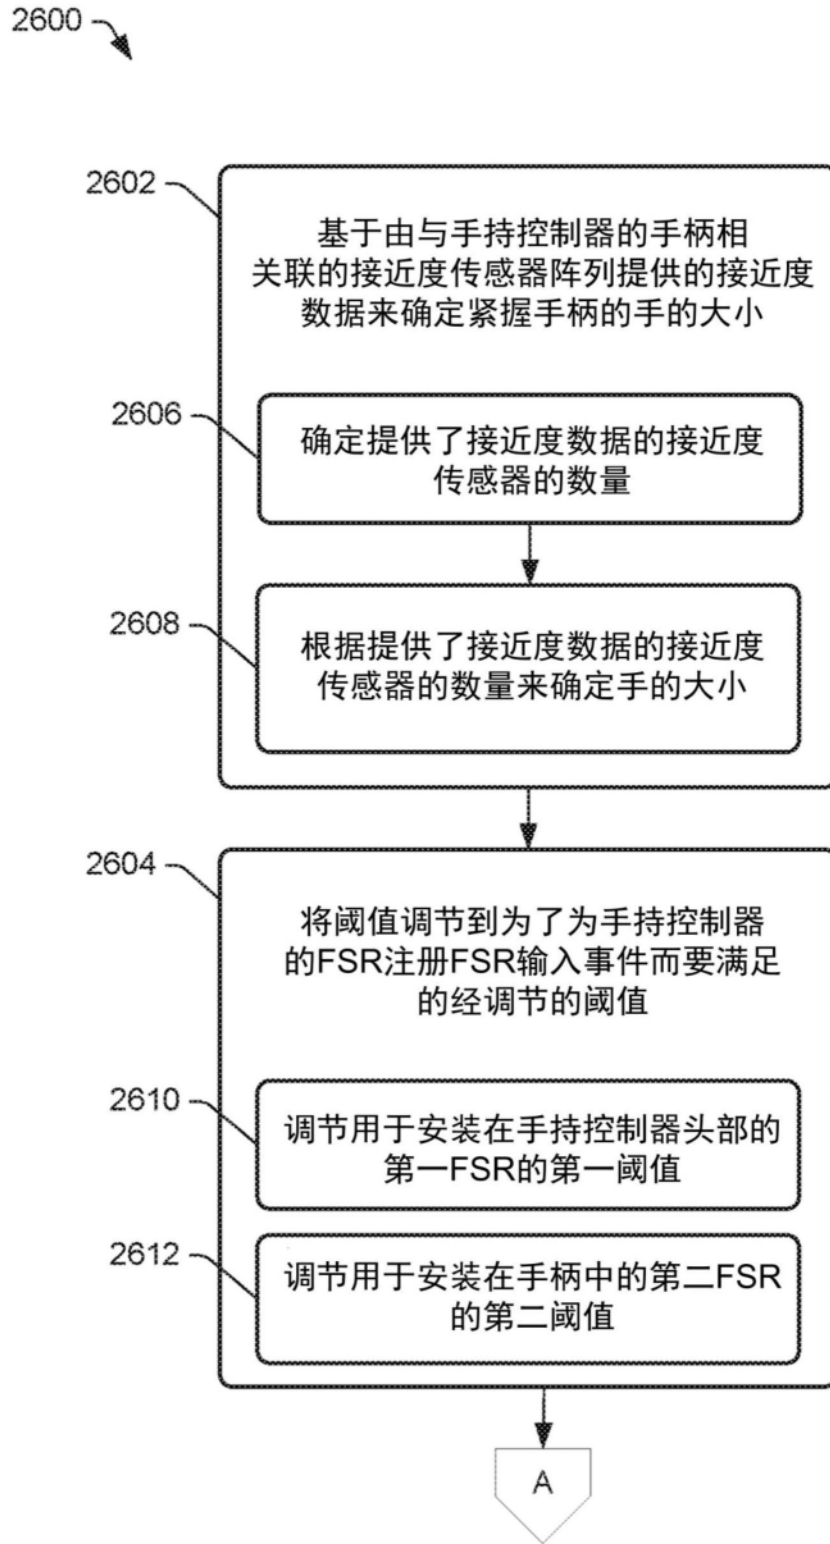 2600
2602
基于由与手持控制器的手柄相
关联的接近度传感器阵列提供的接近度
数据来确定紧握手柄的手的大小
2606
确定提供了接近度数据的接近度
传感器的数量
2608
根据提供了接近度数据的接近度
传感器的数量来确定手的大小
2604
将阈值调节到为了为手持控制器
的FSR注册FSR输入事件而要满足
的经调节的阈值
2610
调节用于安装在手持控制器头部的
第一FSR的第一阈值
2612
调节用于安装在手柄中的第二FSR
的第二阈值
A